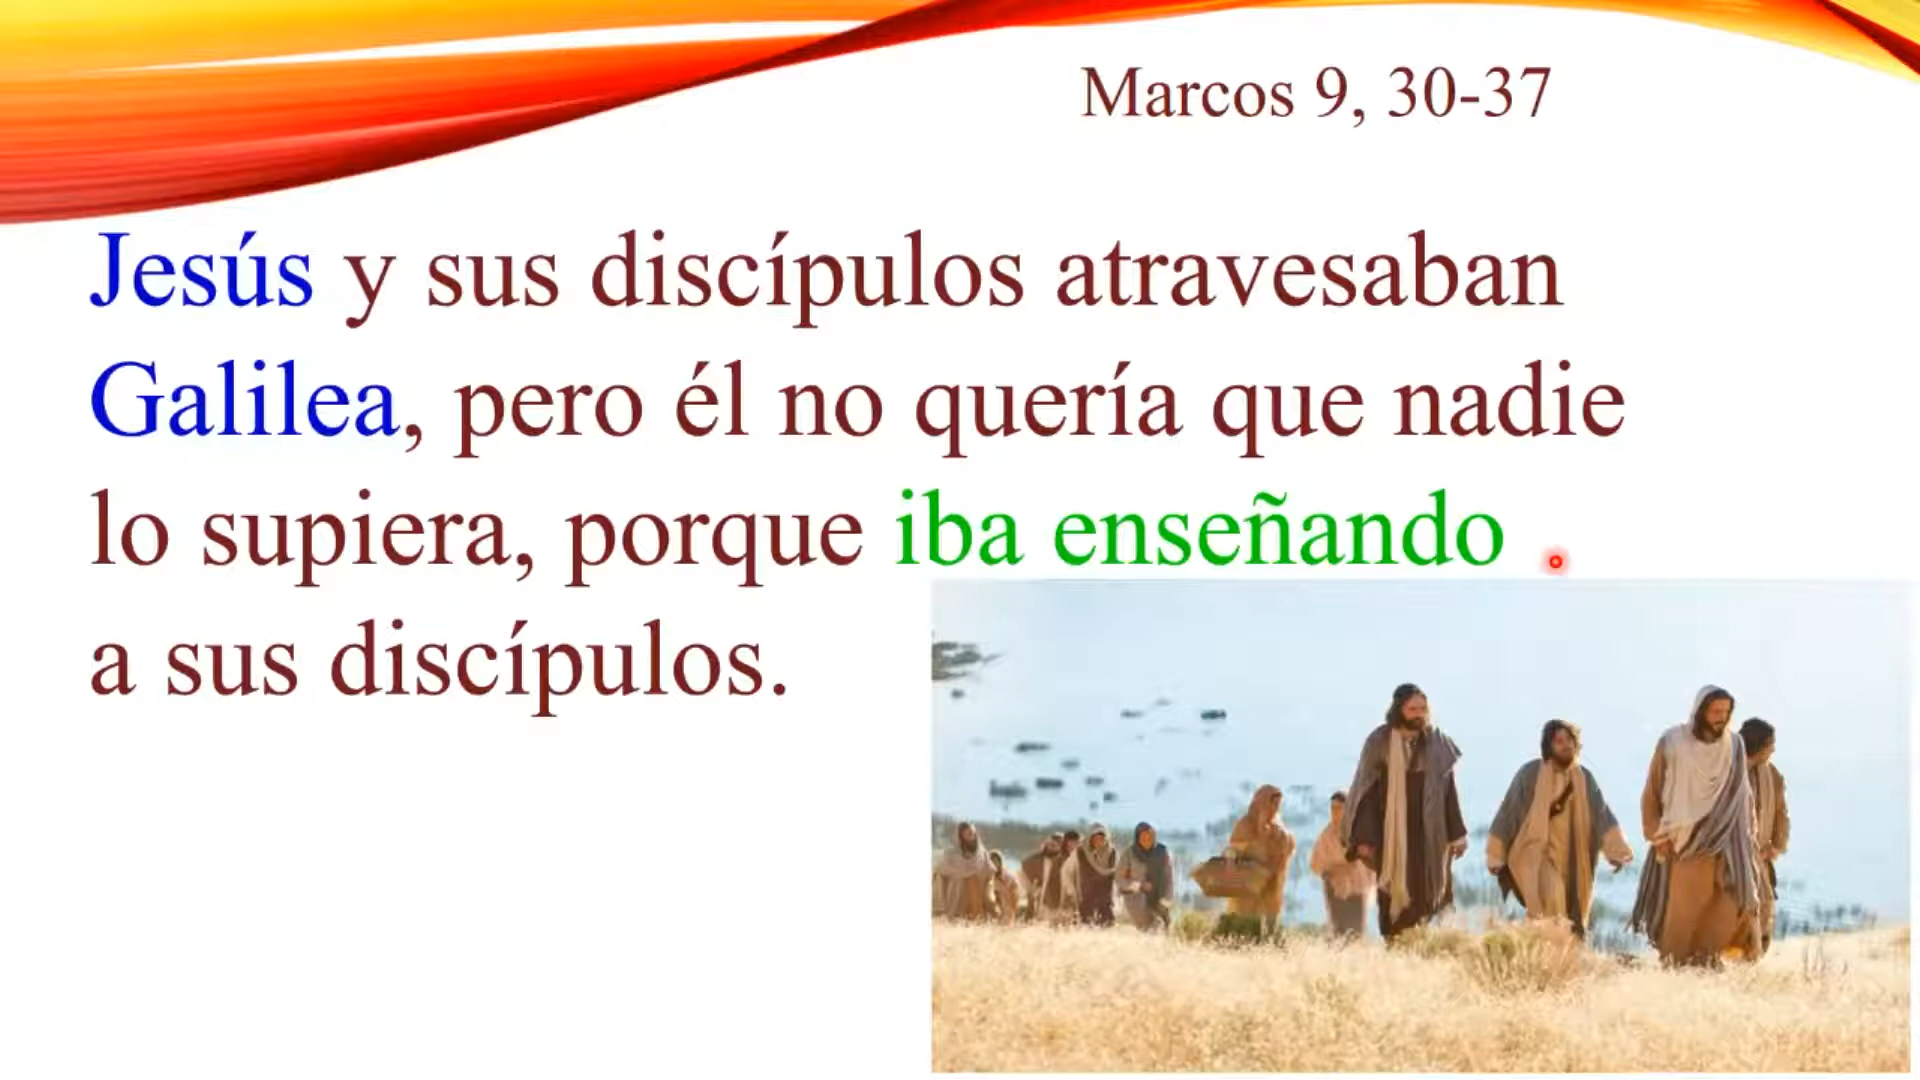 Marcos 9, 30-37
Jesús y sus discípulos atravesaban
Galilea, pero él no quería que nadie
lo supiera, porque iba enseñando
a sus discípulos.